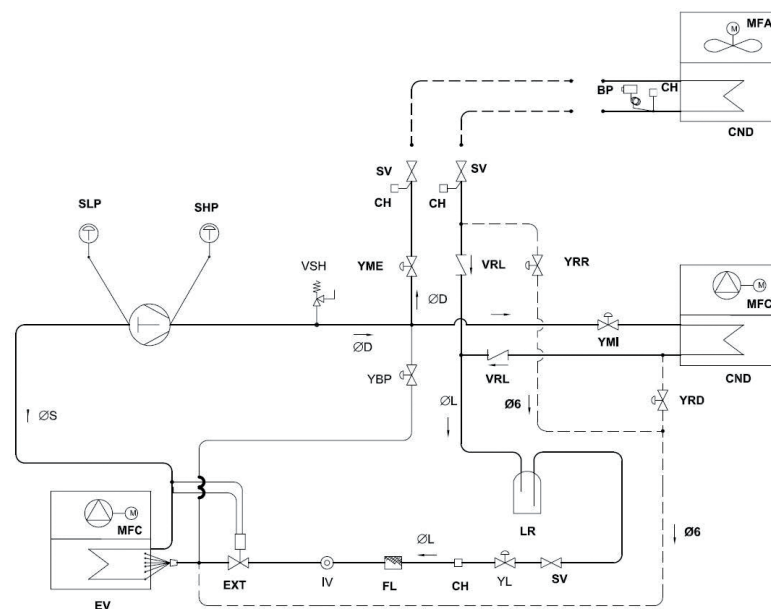 MFA
M
BP
CH
CND
SV
SV
CH
CH
SLP
SHP
VSH
YME
VRL
YRR
M
MFC
ØD
ØD
YMI
CND
YBP
VRL
YRD
ØS
ØL
Ø6
M
MFC
LR
Ø6
ØL
EXT
IV
FL
CH
YL
SV
EV